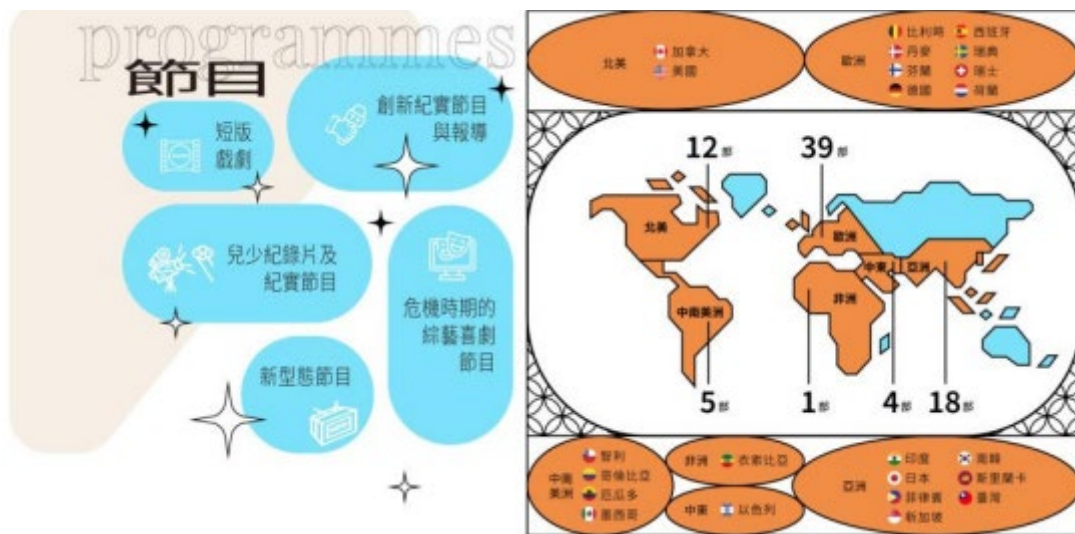 programmes
節目
短版
戲劇
創新紀實節目
與報導
兒少紀錄片及
紀實節目
危機時期的
綜藝喜劇
節目
新型態節目
北美
加拿大
美國
歐洲
比利時
西班牙
丹麥
瑞典
芬蘭
瑞士
德國
荷蘭
12部
39部
北美
歐洲
中東
亞洲
非洲
中南美洲
5部
1部
4部
18部
中南
美洲
智利
哥倫比亞
厄瓜多
墨西哥
非洲
衣索比亞
中東
以色列
亞洲
印度
南韓
日本
斯里蘭卡
菲律賓
臺灣
新加坡